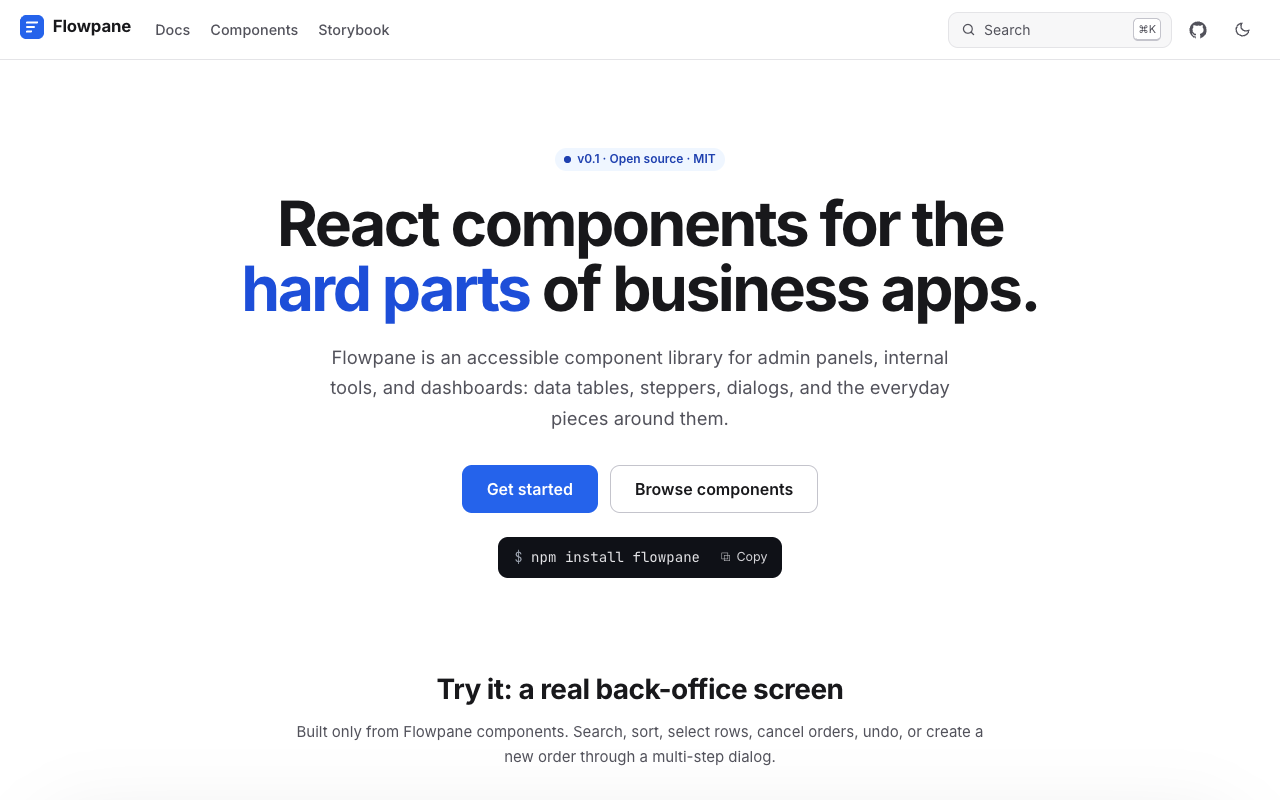 Flowpane
Docs
Components
Storybook
Search
⌘K
v0.1 · Open source · MIT
React components for the
hard parts of business apps.
Flowpane is an accessible component library for admin panels, internal
tools, and dashboards: data tables, steppers, dialogs, and the everyday
pieces around them.
Get started
Browse components
$ npm install flowpane
Copy
Try it: a real back-office screen
Built only from Flowpane components. Search, sort, select rows, cancel orders, undo, or create a
new order through a multi-step dialog.